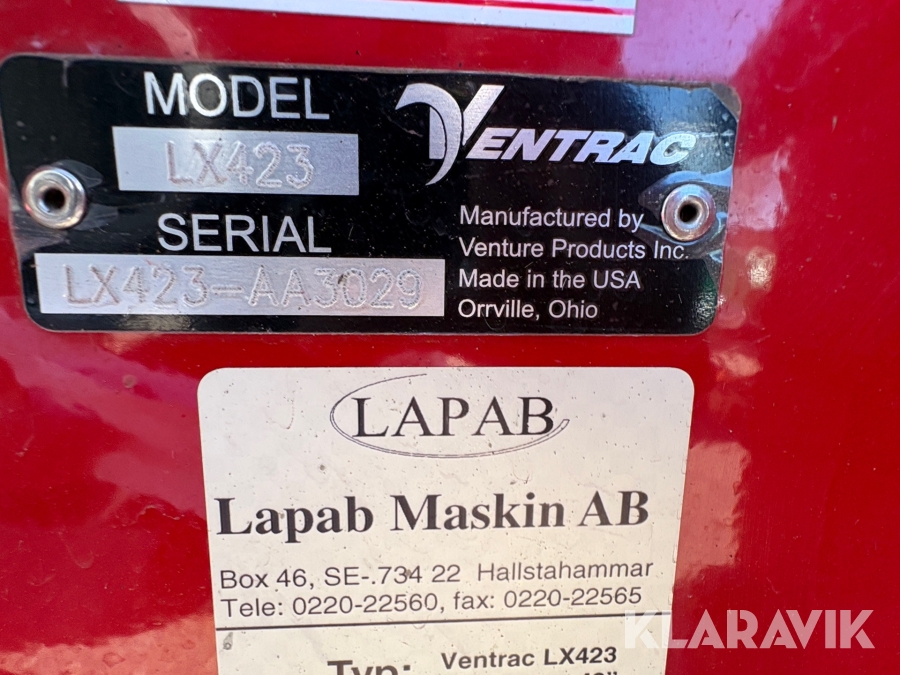 MODEL
LX423
VENTRAC
SERIAL
LX423-AA3029
Manufactured by
Venture Products Inc.
Made in the USA
Orrville, Ohio
LAPAB
Lapab Maskin AB
Box 46, SE-.734 22 Hallstahammar
Tele: 0220-22560, fax: 0220-22565
Typ: Ventrac LX423
KLARAVIK